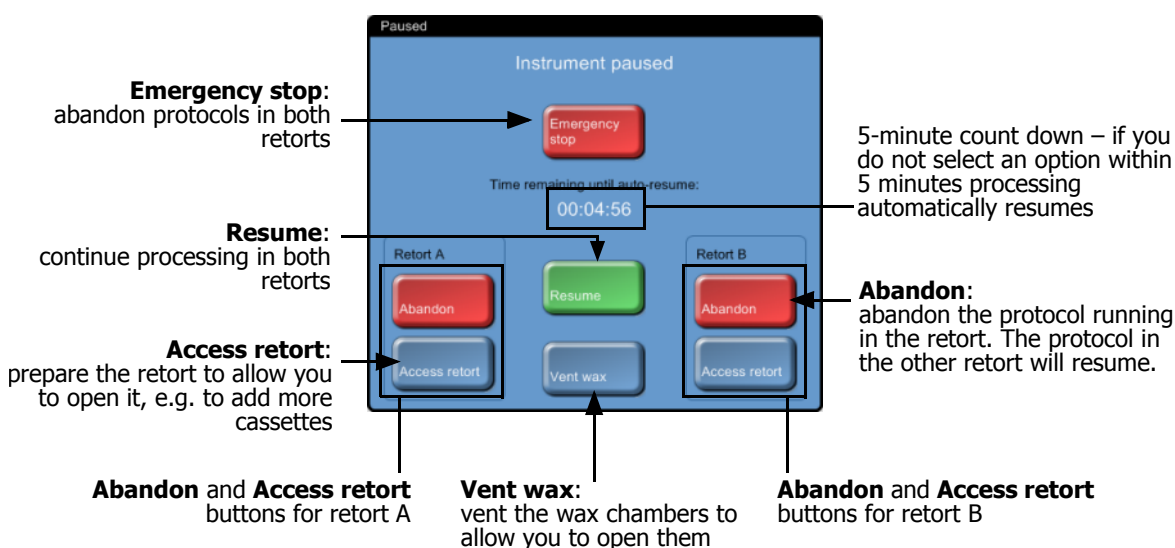 Paused
Instrument paused
Emergency stop:
abandon protocols in both
retorts
Emergency
stop
5-minute count down – if you
do not select an option within
5 minutes processing
automatically resumes
Time remaining until auto-resume:
00:04:56
Resume:
continue processing in both
retorts
Retort A
Retort B
Abandon
Resume
Abandon
Abandon:
abandon the protocol running
in the retort. The protocol in
the other retort will resume.
Access retort:
prepare the retort to allow you
to open it, e.g. to add more
cassettes
Access retort
Vent wax
Access retort
Abandon and Access retort
buttons for retort A
Vent wax:
vent the wax chambers to
allow you to open them
Abandon and Access retort
buttons for retort B